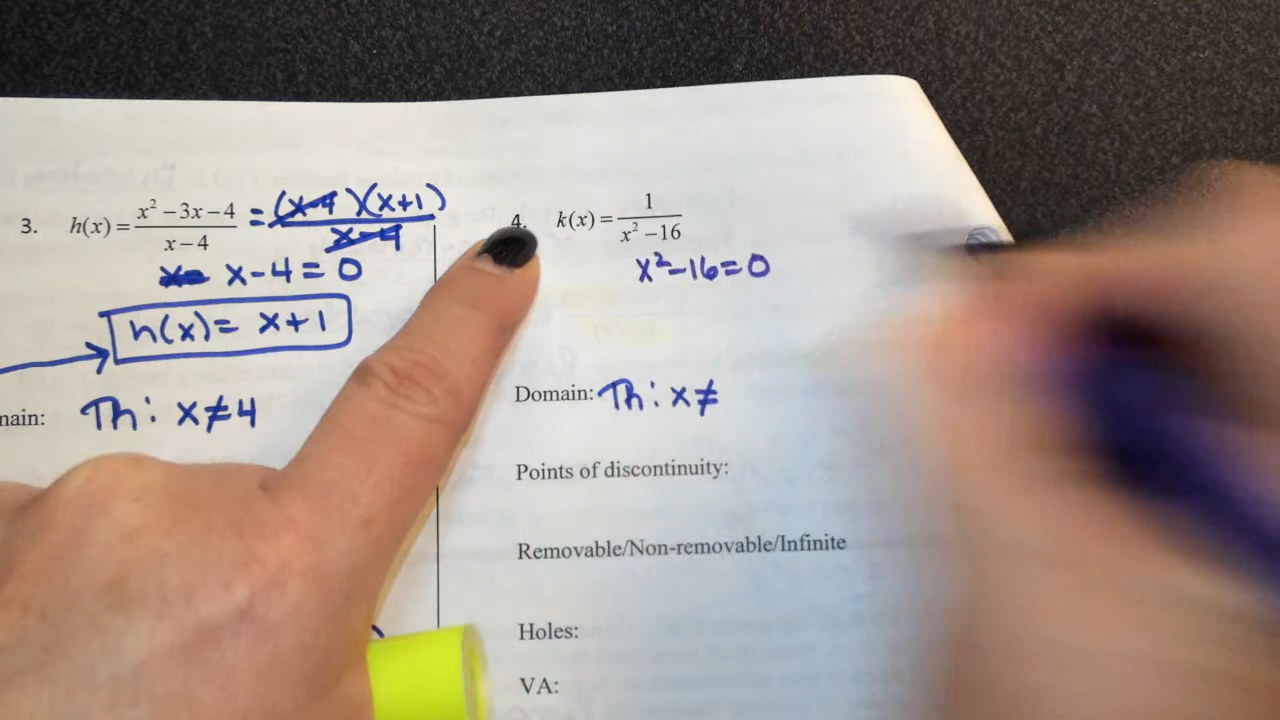 3. h(x) = x² − 3x − 4 / x − 4 = (x-4)(x+1) / x-4
x- x-4=0
h(x)= x+1
main: Th: x≠4
4. k(x) = 1 / x² − 16
x²-16=0
Domain: Th: x≠
Points of discontinuity:
Removable/Non-removable/Infinite
Holes:
VA: